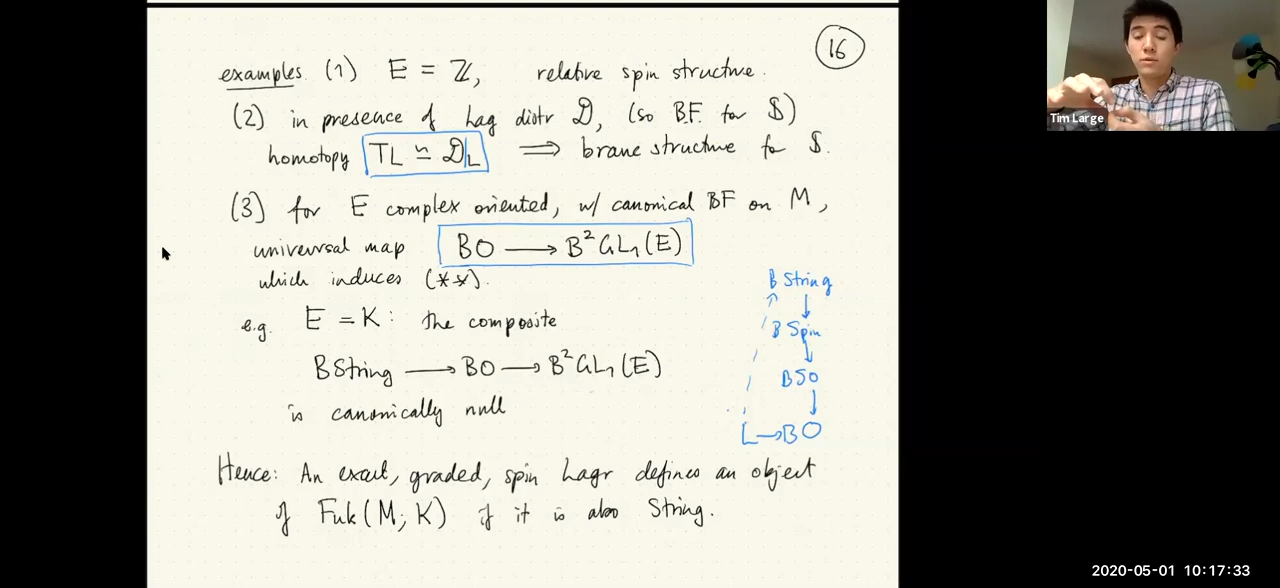 16
examples. (1) E = ℤ, relative spin structure.
(2) in presence of Lag distr 𝒟, (so B.F. for $)
homotopy TL ≃ 𝒟|L ⟹ brane structure for $.
(3) for E complex oriented, w/ canonical BF on M,
universal map BO → B²GL₁(E)
which induces (**).
e.g. E = K: the composite
BString → BO → B²GL₁(E)
is canonically null
BString
↓
BSpin
↓
BSO
↓
L → BO
Hence: An exact, graded, spin Lagr defines an object
of Fuk(M; K) if it is also String.
Tim Large
2020-05-01 10:17:33